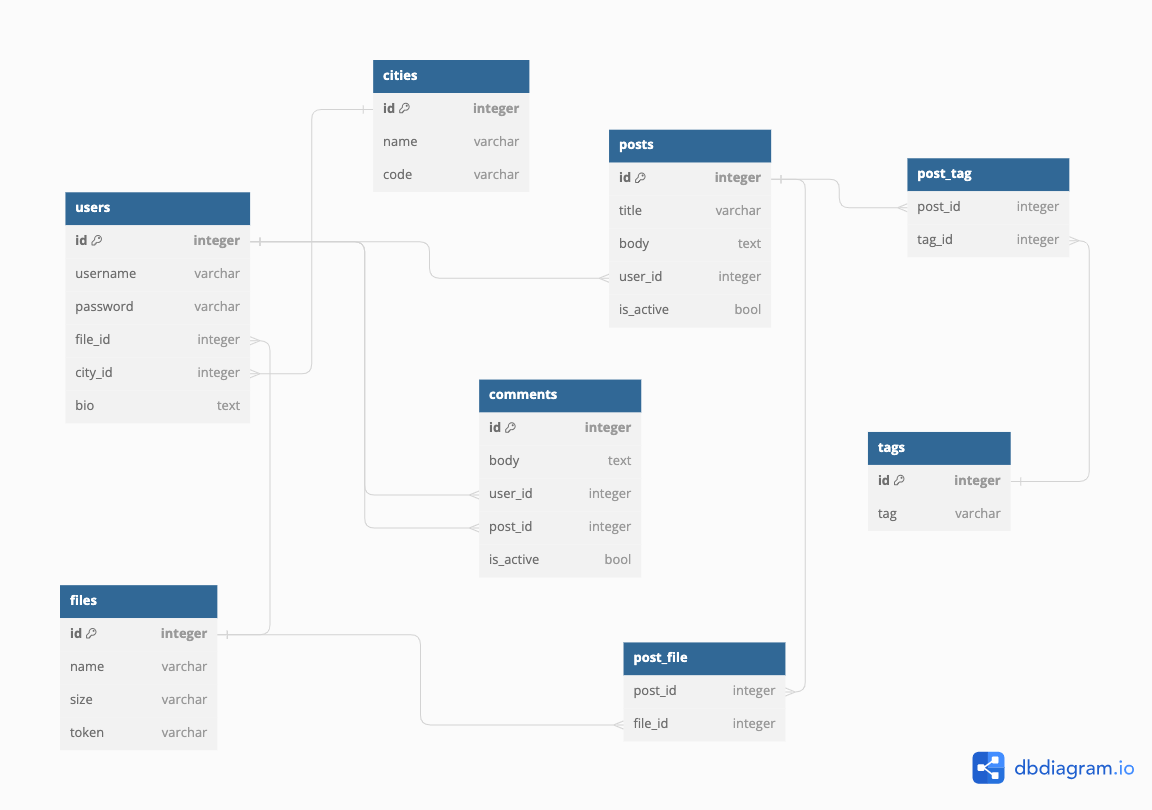 cities
id integer
name varchar
code varchar
posts
id integer
title varchar
body text
user_id integer
is_active bool
post_tag
post_id integer
tag_id integer
users
id integer
username varchar
password varchar
file_id integer
city_id integer
bio text
comments
id integer
body text
user_id integer
post_id integer
is_active bool
tags
id integer
tag varchar
files
id integer
name varchar
size varchar
token varchar
post_file
post_id integer
file_id integer
dbdiagram.io